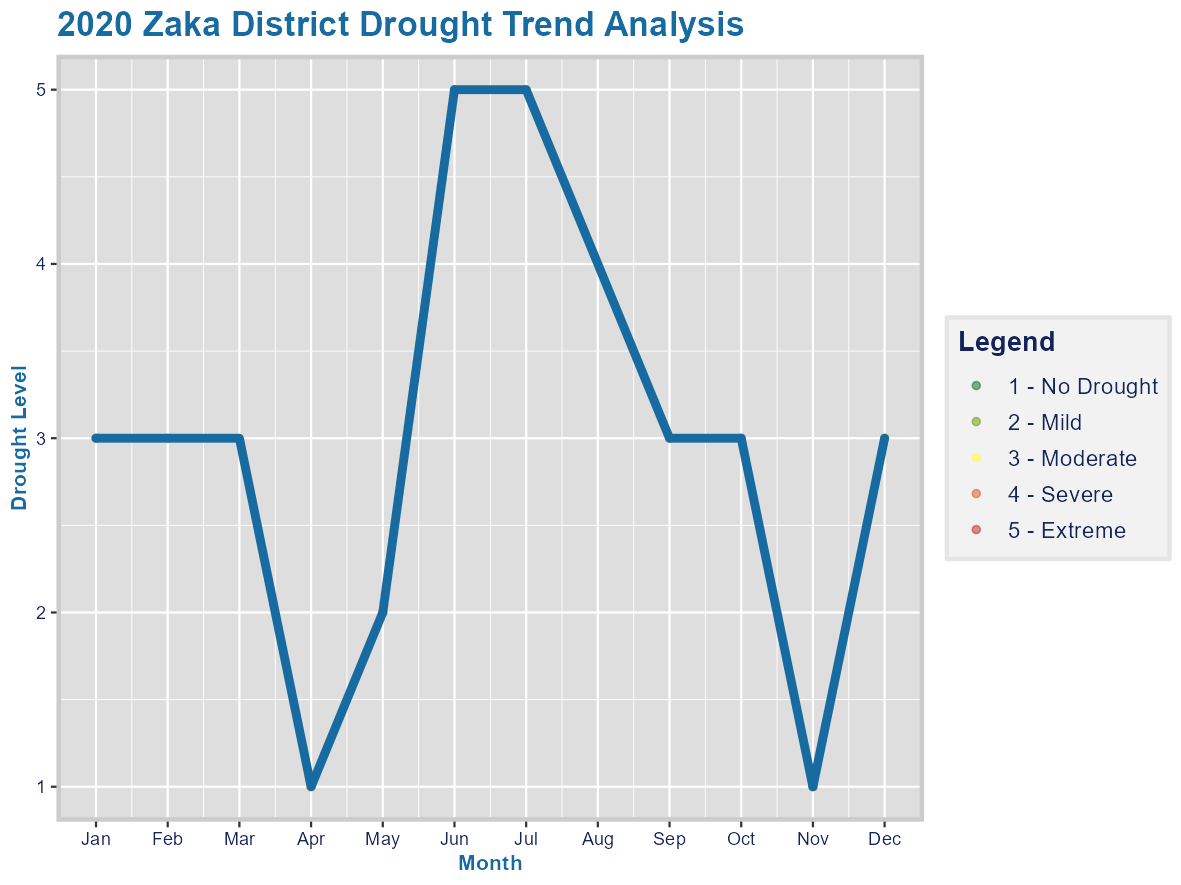 2020 Zaka District Drought Trend Analysis
Drought Level
5
4
3
2
1
Jan Feb Mar Apr May Jun Jul Aug Sep Oct Nov Dec
Month
Legend
1 - No Drought
2 - Mild
3 - Moderate
4 - Severe
5 - Extreme